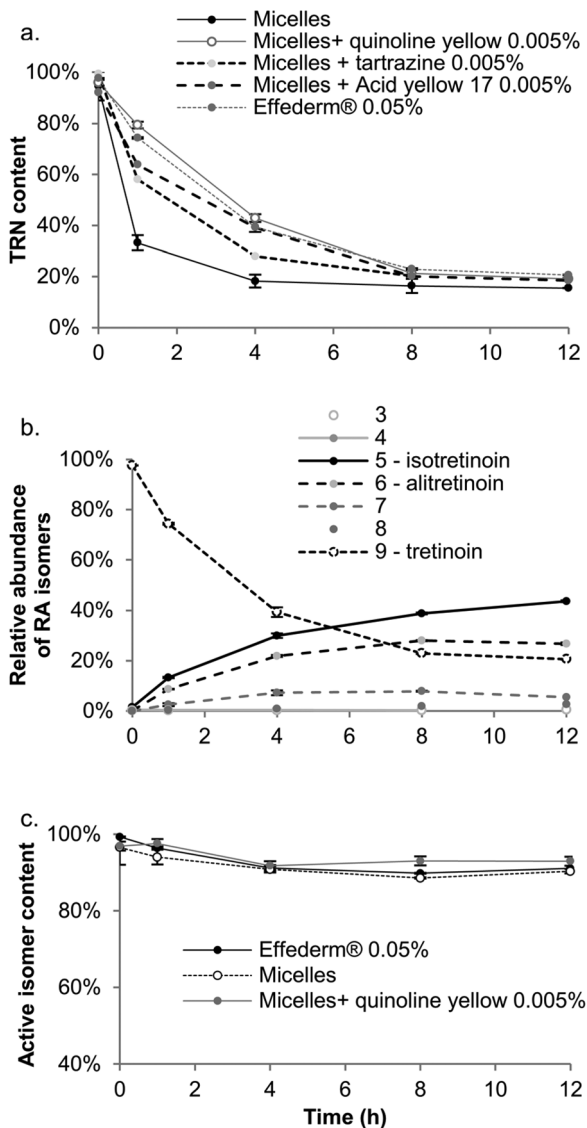 a.
Micelles
Micelles+ quinoline yellow 0.005%
Micelles + tartrazine 0.005%
Micelles + Acid yellow 17 0.005%
Effederm® 0.05%
TRN content
100%
80%
60%
40%
20%
0%
0 2 4 6 8 10 12
b.
3
4
5 - isotretinoin
6 - alitretinoin
7
8
9 - tretinoin
Relative abundance
of RA isomers
100%
80%
60%
40%
20%
0%
0 2 4 6 8 10 12
c.
Active isomer content
100%
80%
60%
40%
Effederm® 0.05%
Micelles
Micelles+ quinoline yellow 0.005%
0 2 4 6 8 10 12
Time (h)